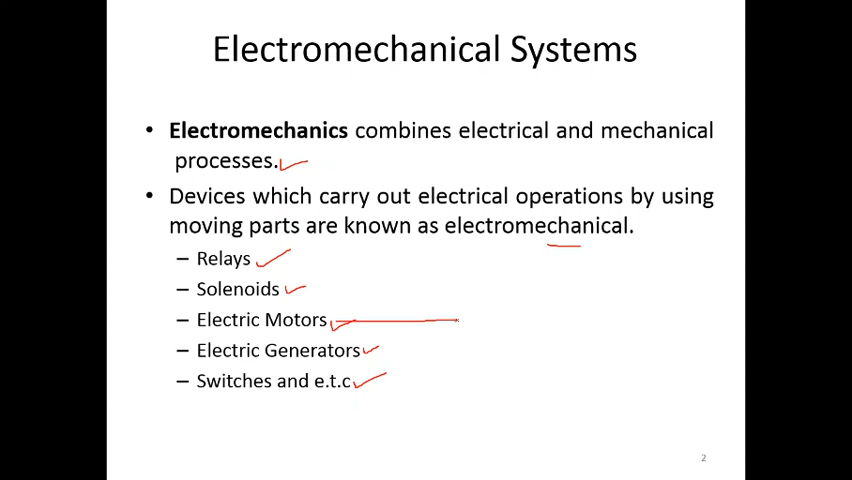 Electromechanical Systems
• Electromechanics combines electrical and mechanical
processes.
• Devices which carry out electrical operations by using
moving parts are known as electromechanical.
– Relays
– Solenoids
– Electric Motors
– Electric Generators
– Switches and e.t.c
2